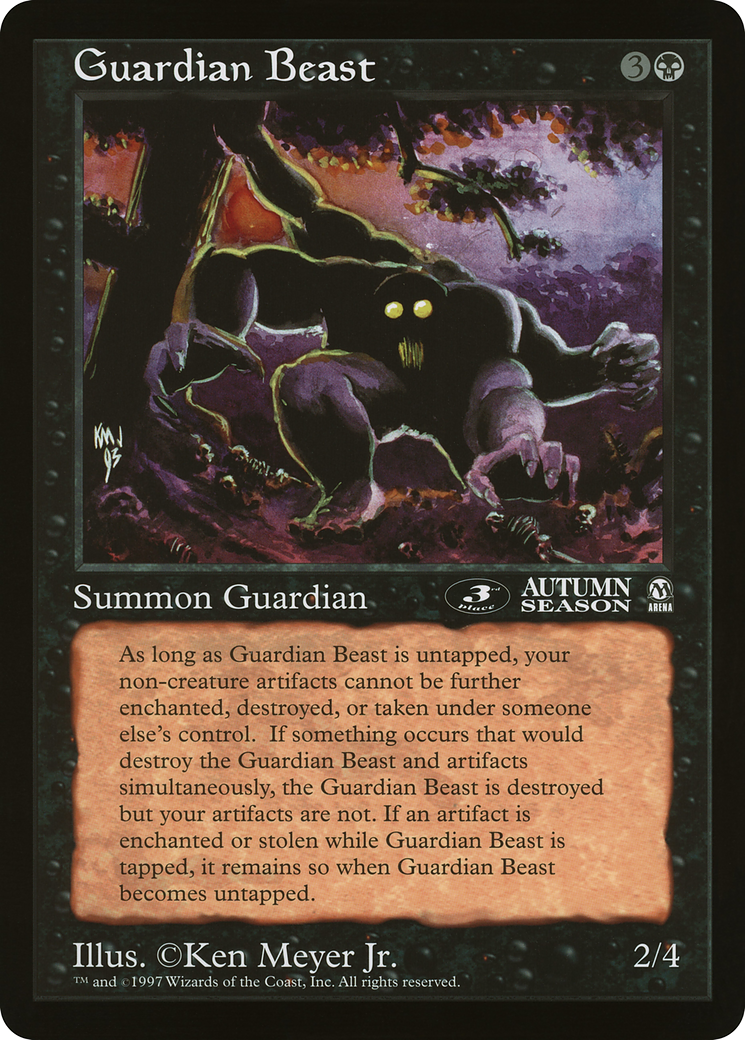 Guardian Beast
3
KMJ
93
Summon Guardian
3rd place
AUTUMN SEASON
ARENA
As long as Guardian Beast is untapped, your
non-creature artifacts cannot be further
enchanted, destroyed, or taken under someone
else's control.  If something occurs that would
destroy the Guardian Beast and artifacts
simultaneously, the Guardian Beast is destroyed
but your artifacts are not. If an artifact is
enchanted or stolen while Guardian Beast is
tapped, it remains so when Guardian Beast
becomes untapped.
Illus. ©Ken Meyer Jr.
2/4
™ and ©1997 Wizards of the Coast, Inc. All rights reserved.